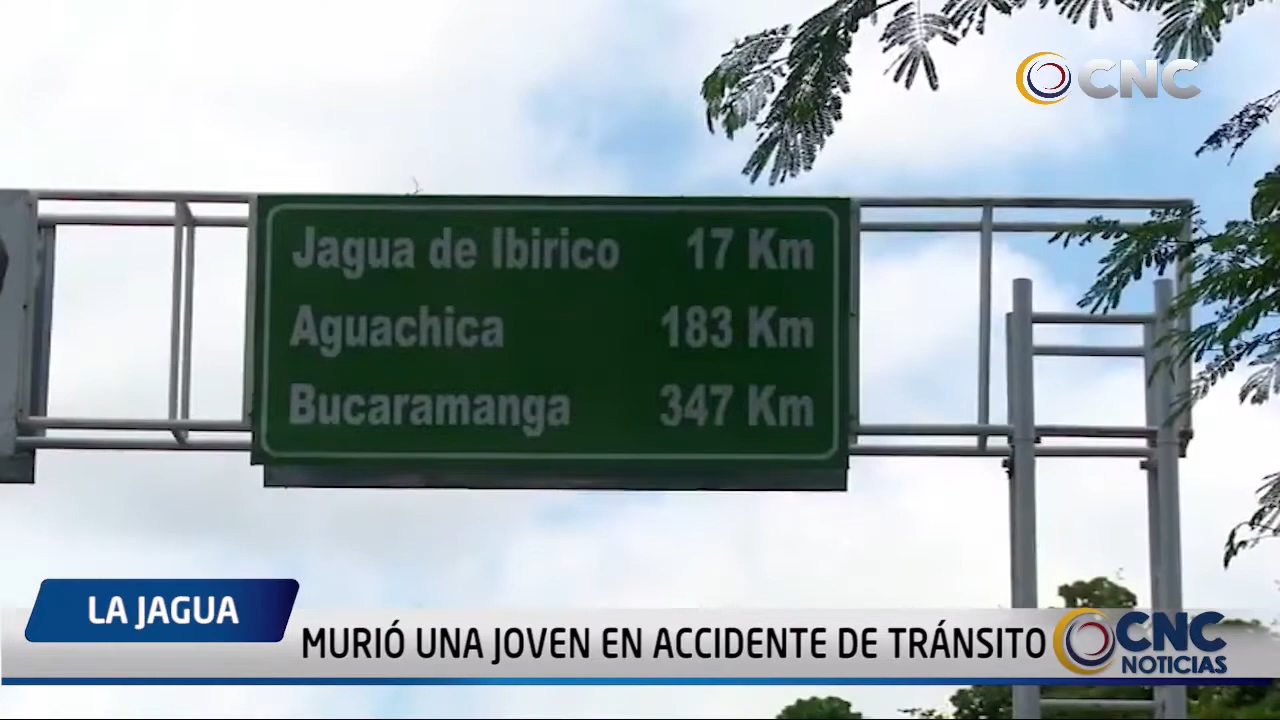 CNC
Jagua de Ibirico 17 Km
Aguachica 183 Km
Bucaramanga 347 Km
LA JAGUA
MURIÓ UNA JOVEN EN ACCIDENTE DE TRÁNSITO
CNC
NOTICIAS